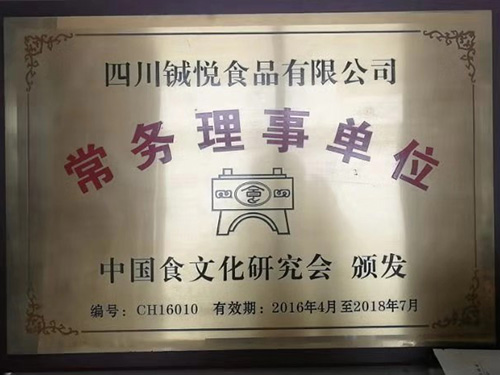 四川铖悦食品有限公司
常务理事单位
食
中国食文化研究会 颁发
编号：CH16010 有效期：2016年4月至2018年7月